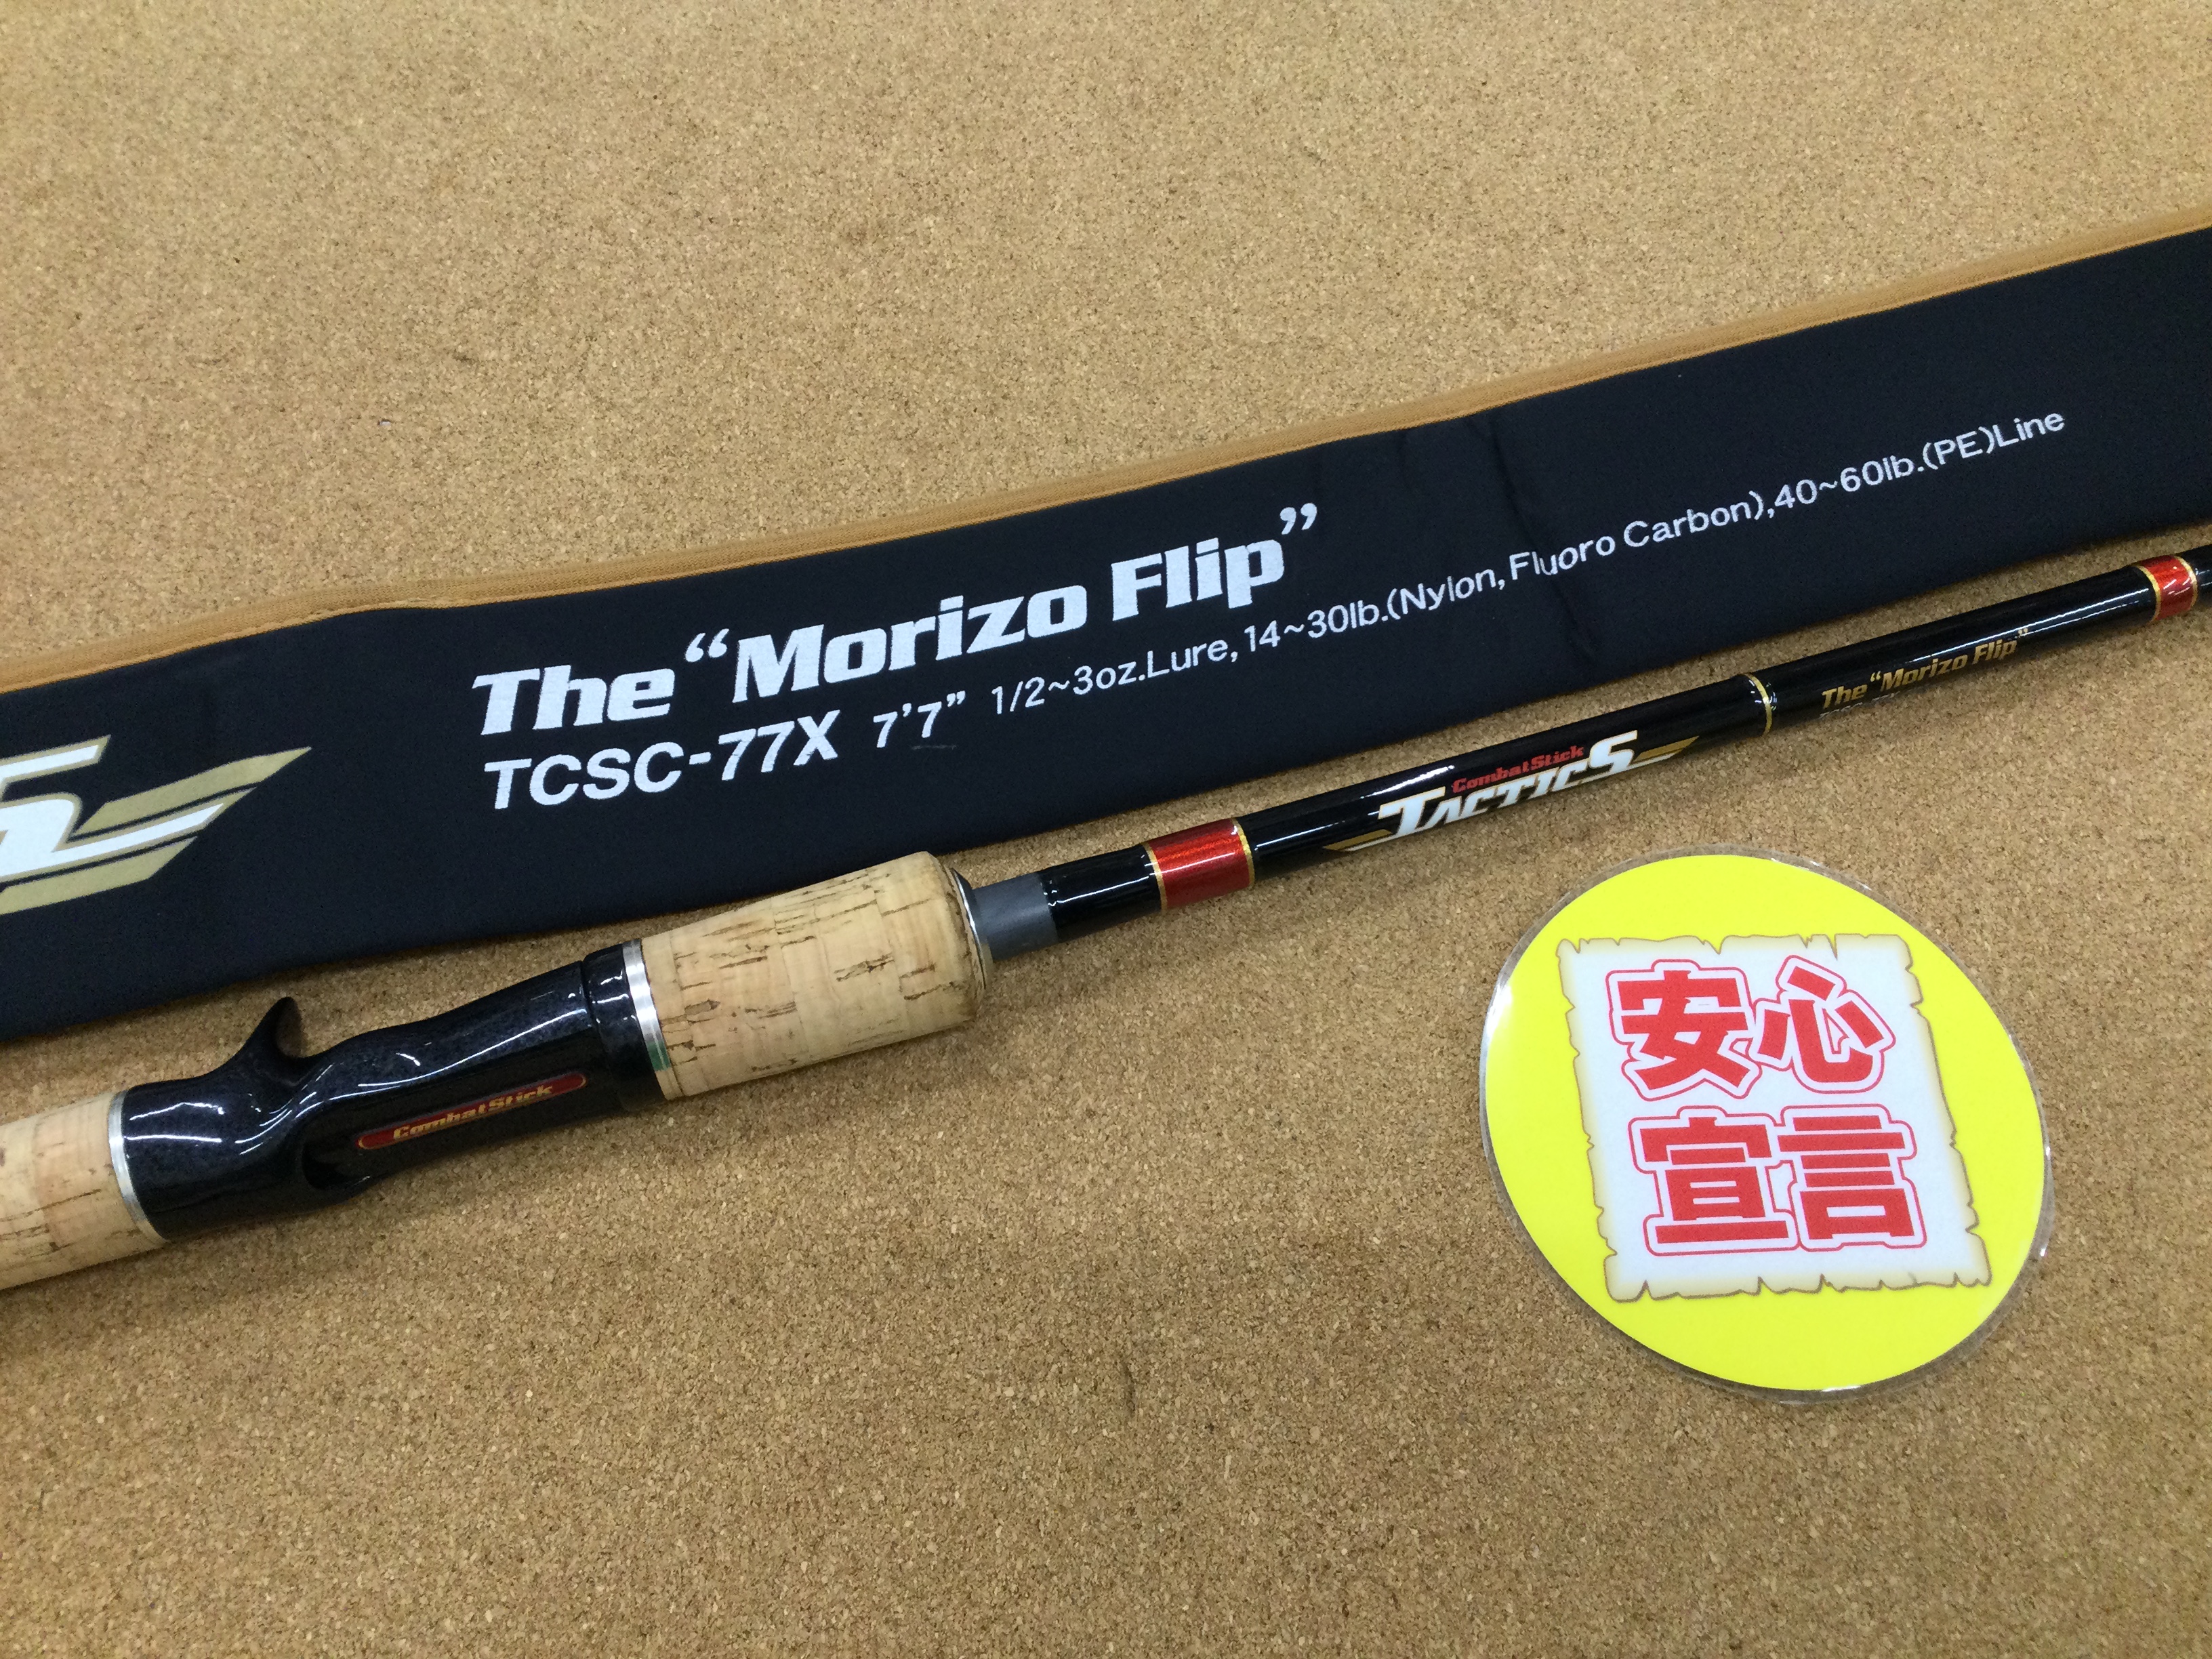 The “Morizo Flip”
TCSC-77X 7’7” 1/2~3oz.Lure, 14~30lb.(Nylon, Fluoro Carbon),40~60lb.(PE)Line
The “Morizo Flip”
Combat Stick
TACTICS
Combat Stick
安心
宣言